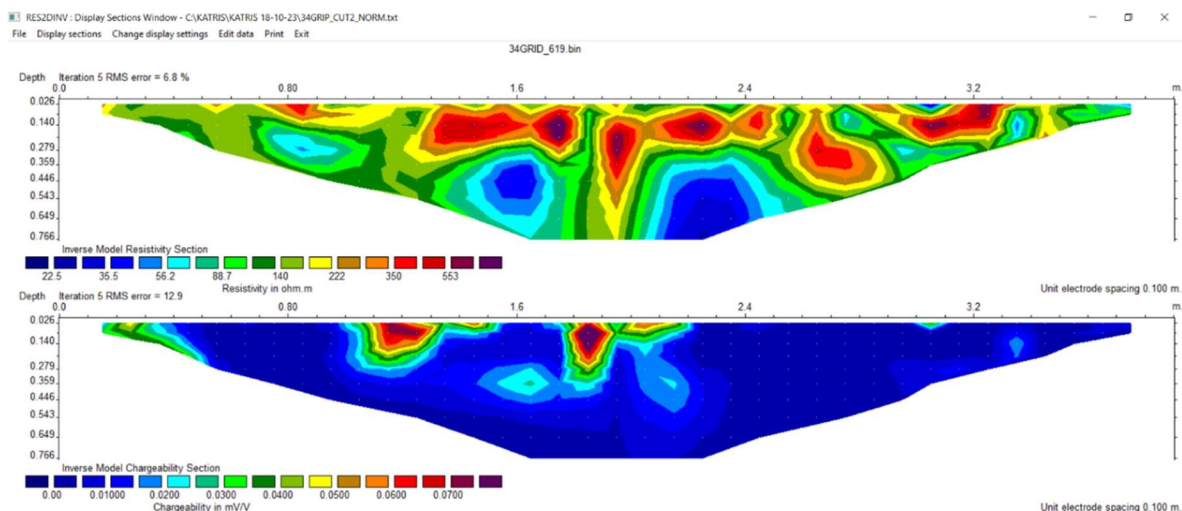 RES2DINV : Display Sections Window - C:\KATRIS\KATRIS 18-10-23\34GRIP_CUT2_NORM.txt
File Display sections Change display settings Edit data Print Exit
34GRID_619.bin
Depth Iteration 5 RMS error = 6.8 %
0.0 0.80 1.6 2.4 3.2 m.
0.026
0.140
0.279
0.359
0.446
0.543
0.649
0.766
Inverse Model Resistivity Section
22.5 35.5 56.2 88.7 140 222 350 553
Resistivity in ohm.m
Unit electrode spacing 0.100 m.
Depth Iteration 5 RMS error = 12.9
0.0 0.80 1.6 2.4 3.2 m.
0.026
0.140
0.279
0.359
0.446
0.543
0.649
0.766
Inverse Model Chargeability Section
0.00 0.01000 0.0200 0.0300 0.0400 0.0500 0.0600 0.0700
Chargeability in mV/V
Unit electrode spacing 0.100 m.